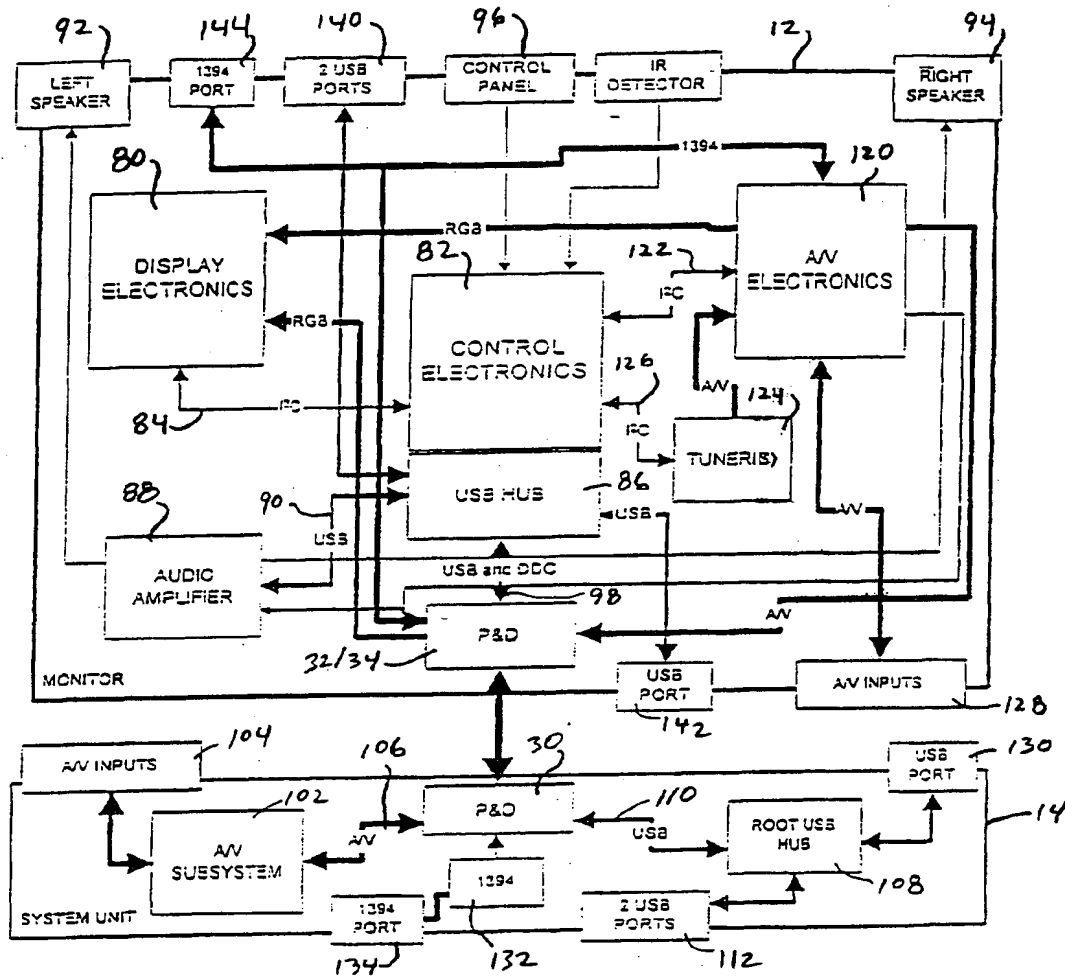 92
144
140
96
12
94
LEFT
SPEAKER
1394
PORT
2 USB
PORTS
CONTROL
PANEL
IR
DETECTOR
RIGHT
SPEAKER
1394
80
120
RGB
82
122
DISPLAY
ELECTRONICS
A/V
ELECTRONICS
I²C
RGB
CONTROL
ELECTRONICS
126
A/V
124
84
I²C
I²C
TUNER(S)
88
90
USB HUB
86
USB
A/V
USB
AUDIO
AMPLIFIER
USB and DDC
98
P&D
A/V
32/34
MONITOR
USB
PORT
142
A/V INPUTS
128
104
106
30
130
A/V INPUTS
USB
PORT
102
P&D
110
14
A/V
SUBSYSTEM
A/V
USB
ROOT USB
HUB
108
1394
SYSTEM UNIT
1394
PORT
2 USB
PORTS
134
132
112